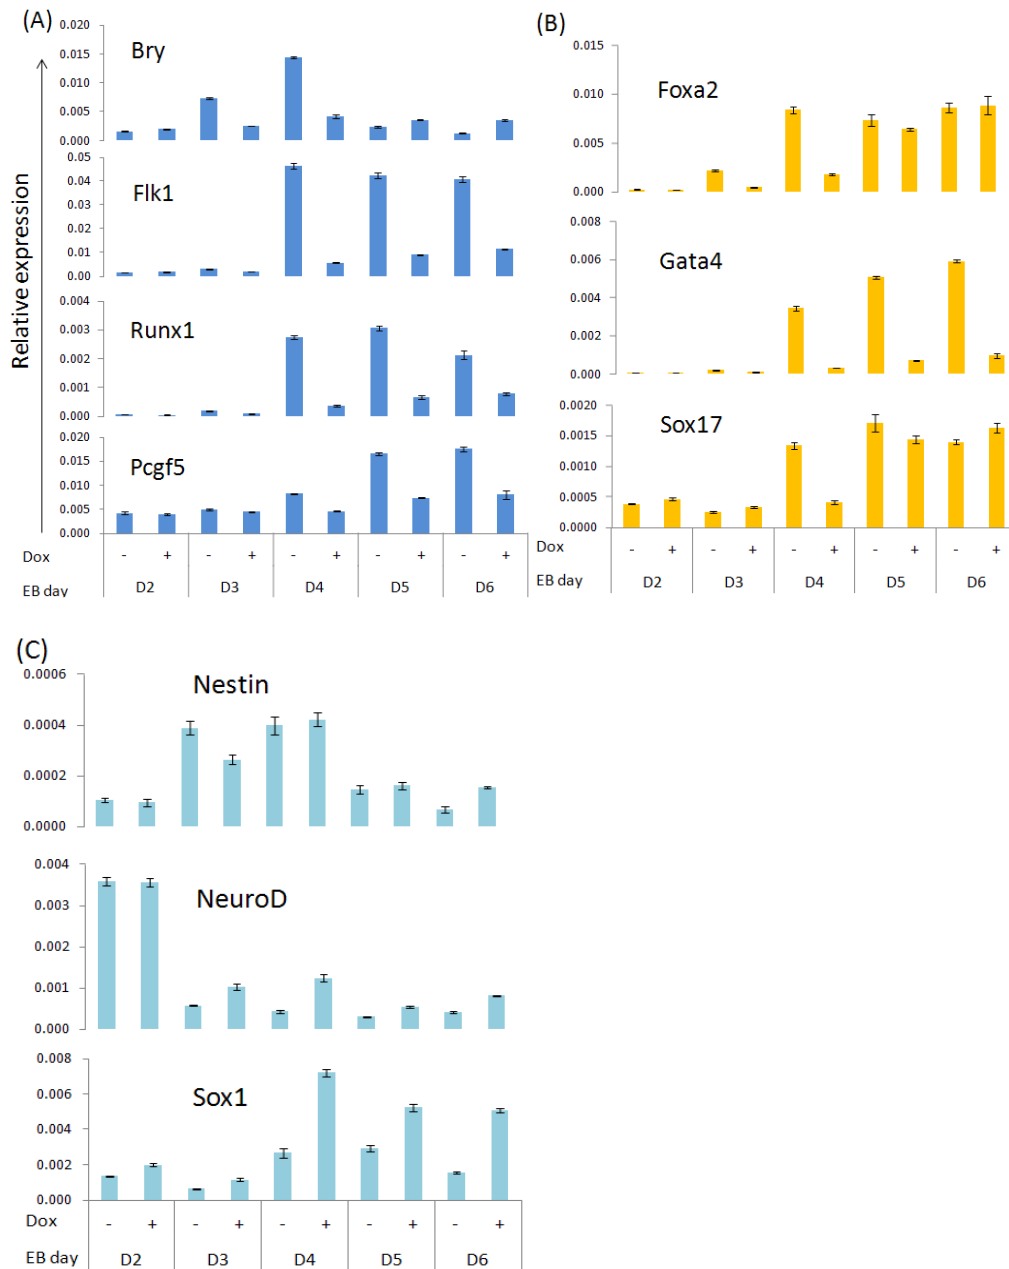 (A)
Relative expression
0.020
0.015
0.010
0.005
0.000
Bry
0.05
0.04
0.03
0.02
0.01
0.00
Flk1
0.004
0.003
0.002
0.001
0.000
Runx1
0.020
0.015
0.010
0.005
0.000
Pcgf5
Dox - + - + - + - + - +
EB day D2 D3 D4 D5 D6
(B)
0.015
0.010
0.005
0.000
Foxa2
0.008
0.006
0.004
0.002
0.000
Gata4
0.0020
0.0015
0.0010
0.0005
0.0000
Sox17
Dox - + - + - + - + - +
EB day D2 D3 D4 D5 D6
(C)
0.0006
0.0004
0.0002
0.0000
Nestin
0.004
0.003
0.002
0.001
0.000
NeuroD
0.008
0.006
0.004
0.002
0.000
Sox1
Dox - + - + - + - + - +
EB day D2 D3 D4 D5 D6